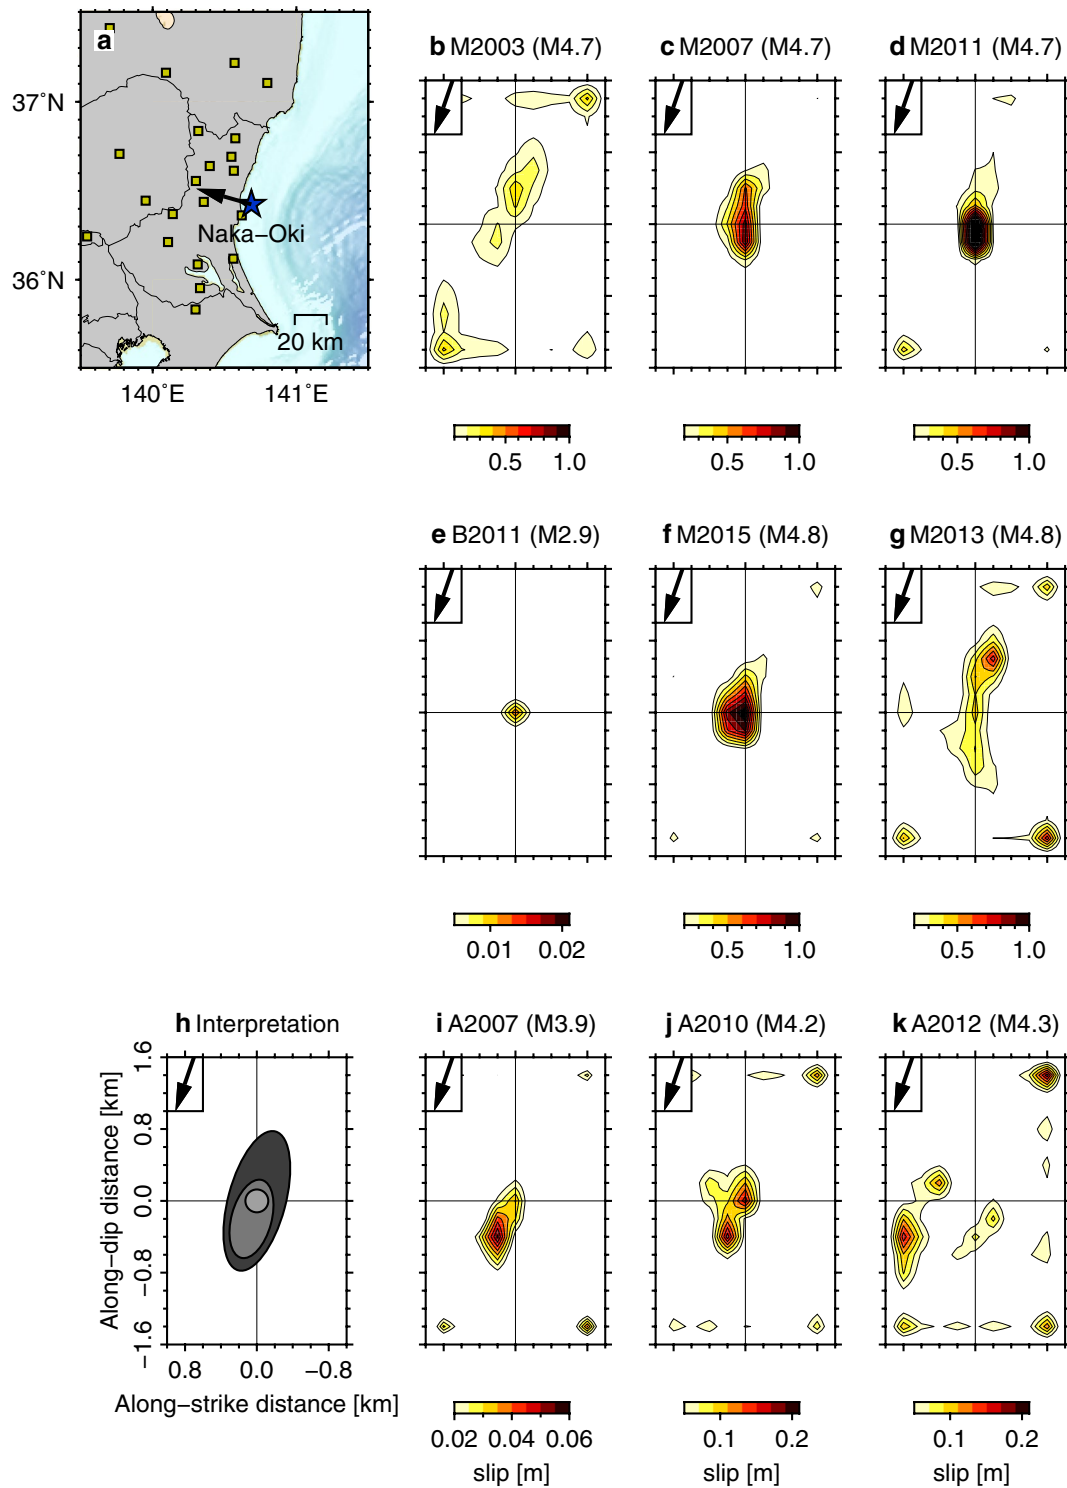 a
37˚N
36˚N
140˚E 141˚E
Naka−Oki
20 km
b M2003 (M4.7)
0.5 1.0
c M2007 (M4.7)
0.5 1.0
d M2011 (M4.7)
0.5 1.0
e B2011 (M2.9)
0.01 0.02
f M2015 (M4.8)
0.5 1.0
g M2013 (M4.8)
0.5 1.0
h Interpretation
1.6
0.8
0.0
−0.8
−1.6
Along−dip distance [km]
0.8 0.0 −0.8
Along−strike distance [km]
i A2007 (M3.9)
0.02 0.04 0.06
slip [m]
j A2010 (M4.2)
0.1 0.2
slip [m]
k A2012 (M4.3)
0.1 0.2
slip [m]